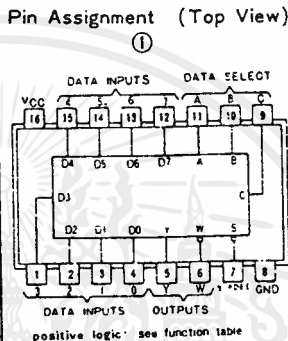 Pin Assignment (Top View)
①
DATA INPUTS DATA SELECT
VCC 4 5 6 7 A B C
16 15 14 13 12 11 10 9
D4 D5 D6 D7 A B
D3 C
D2 D1 D0 Y W S
1 2 3 4 5 6 7 8
3 2 1 0 Y W GND
DATA INPUTS OUTPUTS
positive logic: see function table